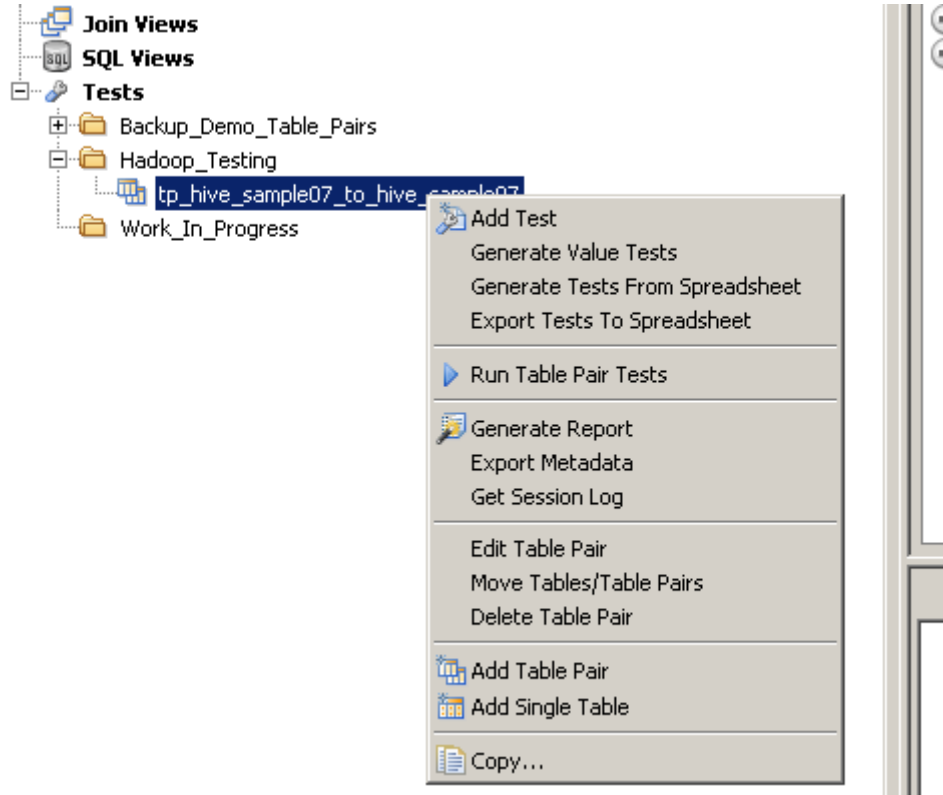 Join Views
SQL SQL Views
Tests
Backup_Demo_Table_Pairs
Hadoop_Testing
tp_hive_sample07_to_hive_sample07
Work_In_Progress
Add Test
Generate Value Tests
Generate Tests From Spreadsheet
Export Tests To Spreadsheet
Run Table Pair Tests
Generate Report
Export Metadata
Get Session Log
Edit Table Pair
Move Tables/Table Pairs
Delete Table Pair
Add Table Pair
Add Single Table
Copy...